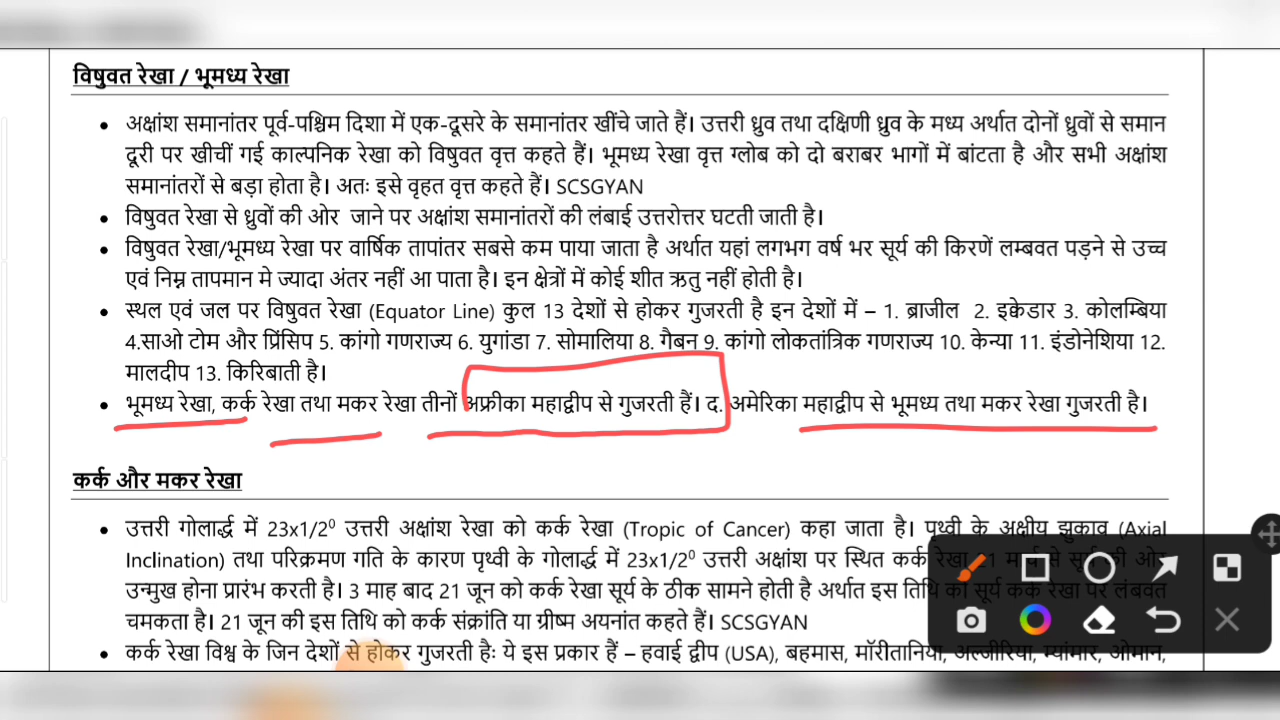 विषुवत रेखा / भूमध्य रेखा
• अक्षांश समानांतर पूर्व-पश्चिम दिशा में एक-दूसरे के समानांतर खींचे जाते हैं। उत्तरी ध्रुव तथा दक्षिणी ध्रुव के मध्य अर्थात दोनों ध्रुवों से समान
दूरी पर खीचीं गई काल्पनिक रेखा को विषुवत वृत्त कहते हैं। भूमध्य रेखा वृत्त ग्लोब को दो बराबर भागों में बांटता है और सभी अक्षांश
समानांतरों से बड़ा होता है। अतः इसे वृहत वृत्त कहते हैं। SCSGYAN
• विषुवत रेखा से ध्रुवों की ओर जाने पर अक्षांश समानांतरों की लंबाई उत्तरोत्तर घटती जाती है।
• विषुवत रेखा/भूमध्य रेखा पर वार्षिक तापांतर सबसे कम पाया जाता है अर्थात यहां लगभग वर्ष भर सूर्य की किरणें लम्बवत पड़ने से उच्च
एवं निम्न तापमान मे ज्यादा अंतर नहीं आ पाता है। इन क्षेत्रों में कोई शीत ऋतु नहीं होती है।
• स्थल एवं जल पर विषुवत रेखा (Equator Line) कुल 13 देशों से होकर गुजरती है इन देशों में – 1. ब्राजील 2. इक्वेडार 3. कोलम्बिया
4.साओ टोम और प्रिंसिप 5. कांगो गणराज्य 6. युगांडा 7. सोमालिया 8. गैबन 9. कांगो लोकतांत्रिक गणराज्य 10. केन्या 11. इंडोनेशिया 12.
मालदीप 13. किरिबाती है।
• भूमध्य रेखा, कर्क रेखा तथा मकर रेखा तीनों अफ्रीका महाद्वीप से गुजरती हैं। द. अमेरिका महाद्वीप से भूमध्य तथा मकर रेखा गुजरती है।
कर्क और मकर रेखा
• उत्तरी गोलार्द्ध में 23x1/2⁰ उत्तरी अक्षांश रेखा को कर्क रेखा (Tropic of Cancer) कहा जाता है। पृथ्वी के अक्षीय झुकाव (Axial
Inclination) तथा परिक्रमण गति के कारण पृथ्वी के गोलार्द्ध में 23x1/2⁰ उत्तरी अक्षांश पर स्थित कर्क रेखा 21 मार्च से सूर्य की ओर
उन्मुख होना प्रारंभ करती है। 3 माह बाद 21 जून को कर्क रेखा सूर्य के ठीक सामने होती है अर्थात इस तिथि को सूर्य कर्क रेखा पर लंबवत
चमकता है। 21 जून की इस तिथि को कर्क संक्रांति या ग्रीष्म अयनांत कहते हैं। SCSGYAN
• कर्क रेखा विश्व के जिन देशों से होकर गुजरती हैः ये इस प्रकार हैं – हवाई द्वीप (USA), बहमास, मॉरीतानिया, अल्जीरिया, म्यांमार, ओमान,